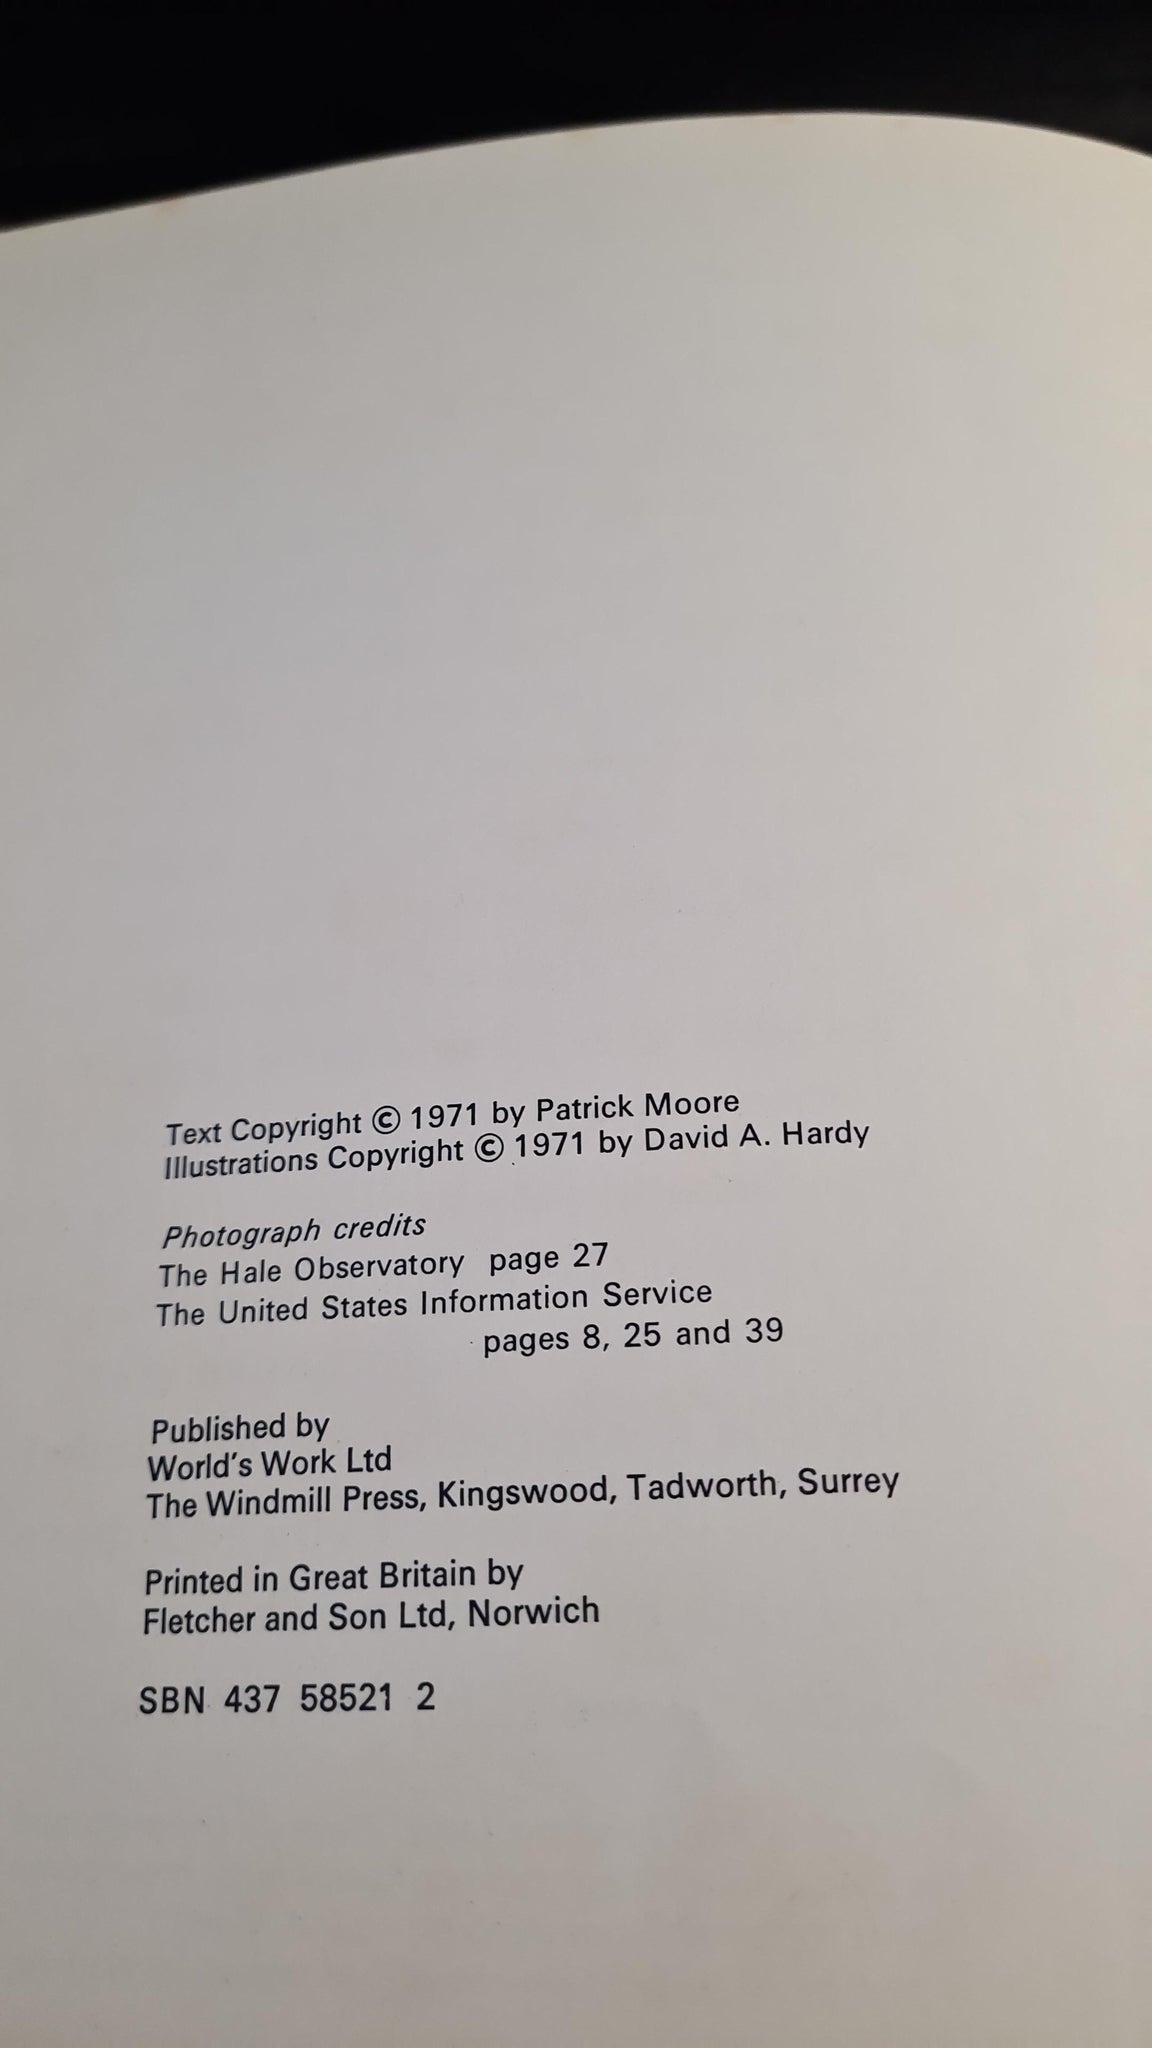 Text Copyright © 1971 by Patrick Moore
Illustrations Copyright © 1971 by David A. Hardy
Photograph credits
The Hale Observatory page 27
The United States Information Service
pages 8, 25 and 39
Published by
World's Work Ltd
The Windmill Press, Kingswood, Tadworth, Surrey
Printed in Great Britain by
Fletcher and Son Ltd, Norwich
SBN 437 58521 2